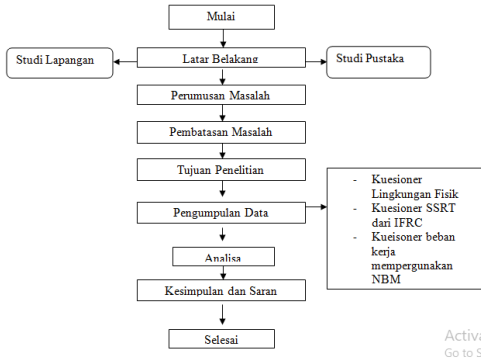 Mulai
Studi Lapangan
Latar Belakang
Studi Pustaka
Perumusan Masalah
Pembatasan Masalah
Tujuan Penelitian
- Kuesioner
Lingkungan Fisik
- Kuesioner SSRT
dari IFRC
- Kueisoner beban
kerja
mempergunakan
NBM
Pengumpulan Data
Analisa
Kesimpulan dan Saran
Selesai
Activa
Go to S